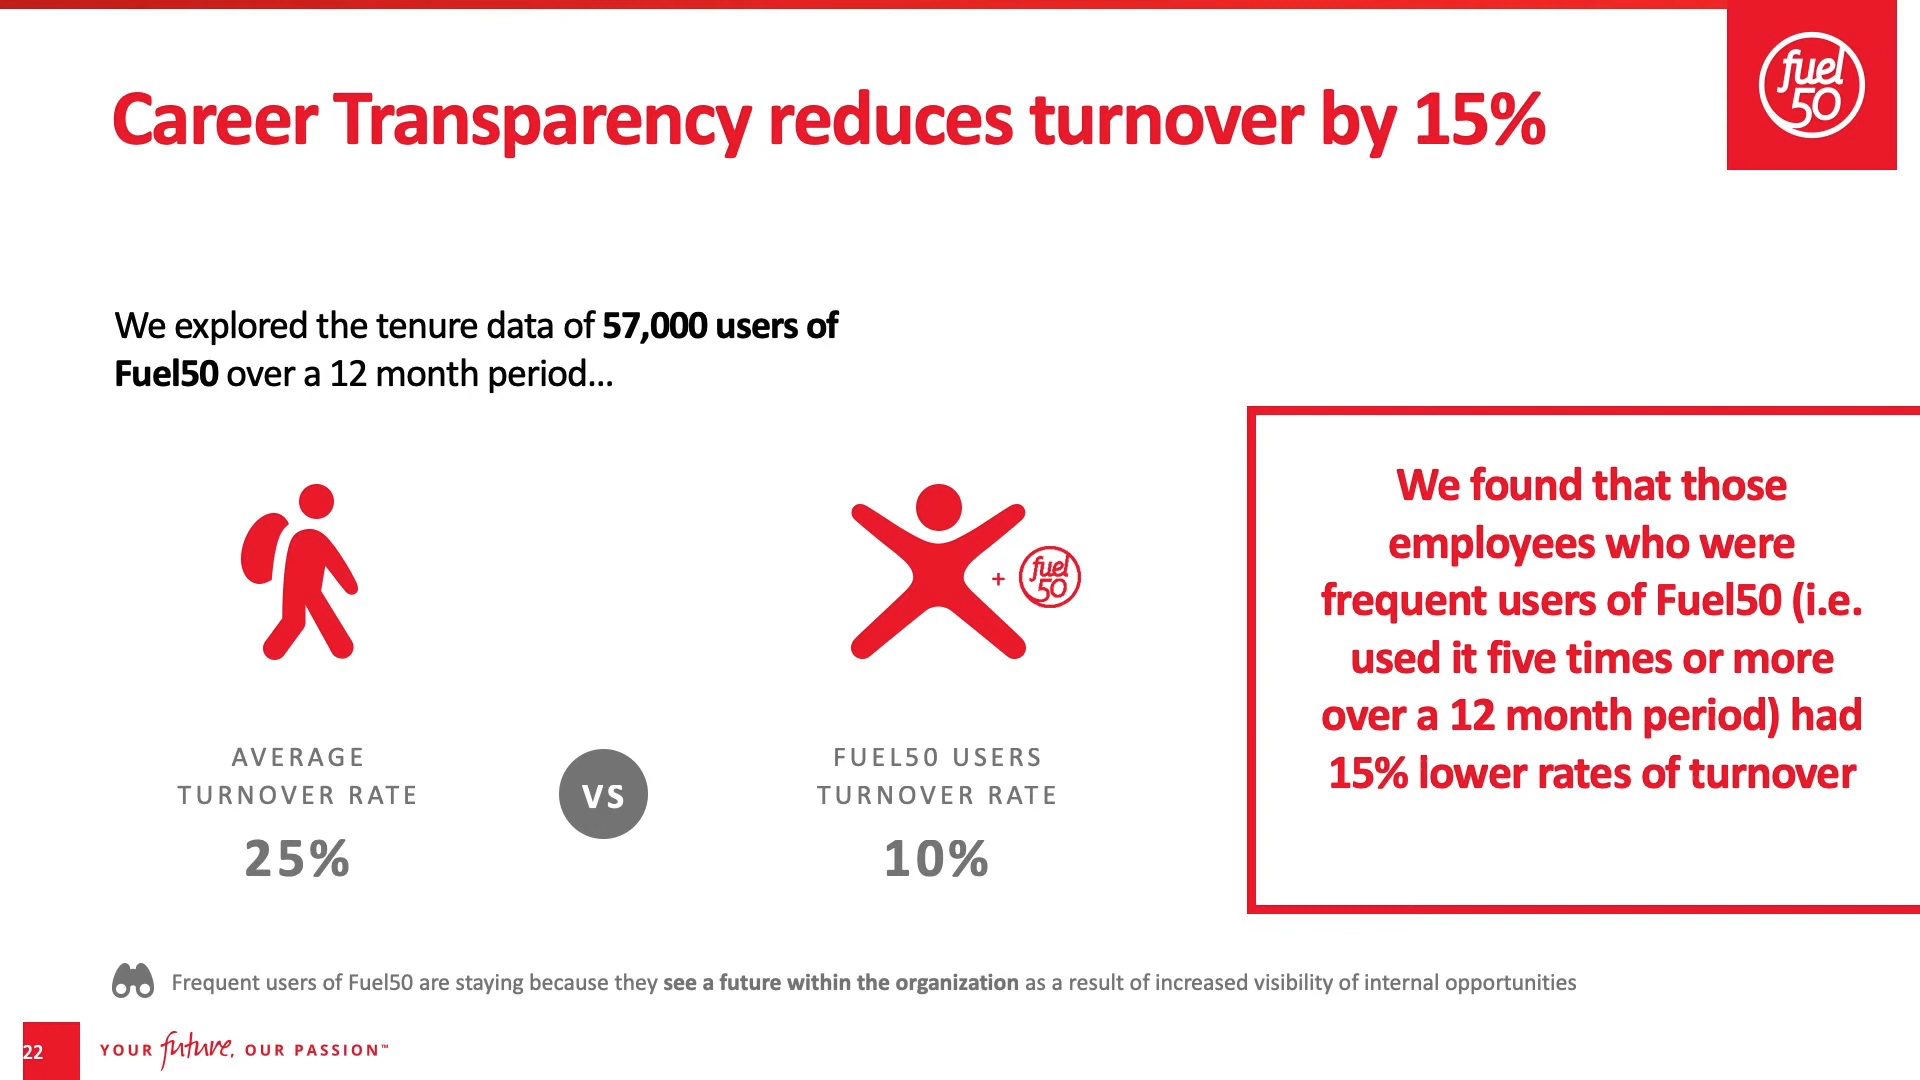 fuel
50
Career Transparency reduces turnover by 15%
We explored the tenure data of 57,000 users of
Fuel50 over a 12 month period...
+ fuel
50
AVERAGE
TURNOVER RATE
25%
VS
FUEL50 USERS
TURNOVER RATE
10%
We found that those
employees who were
frequent users of Fuel50 (i.e.
used it five times or more
over a 12 month period) had
15% lower rates of turnover
Frequent users of Fuel50 are staying because they see a future within the organization as a result of increased visibility of internal opportunities
22
YOUR future, OUR PASSION™